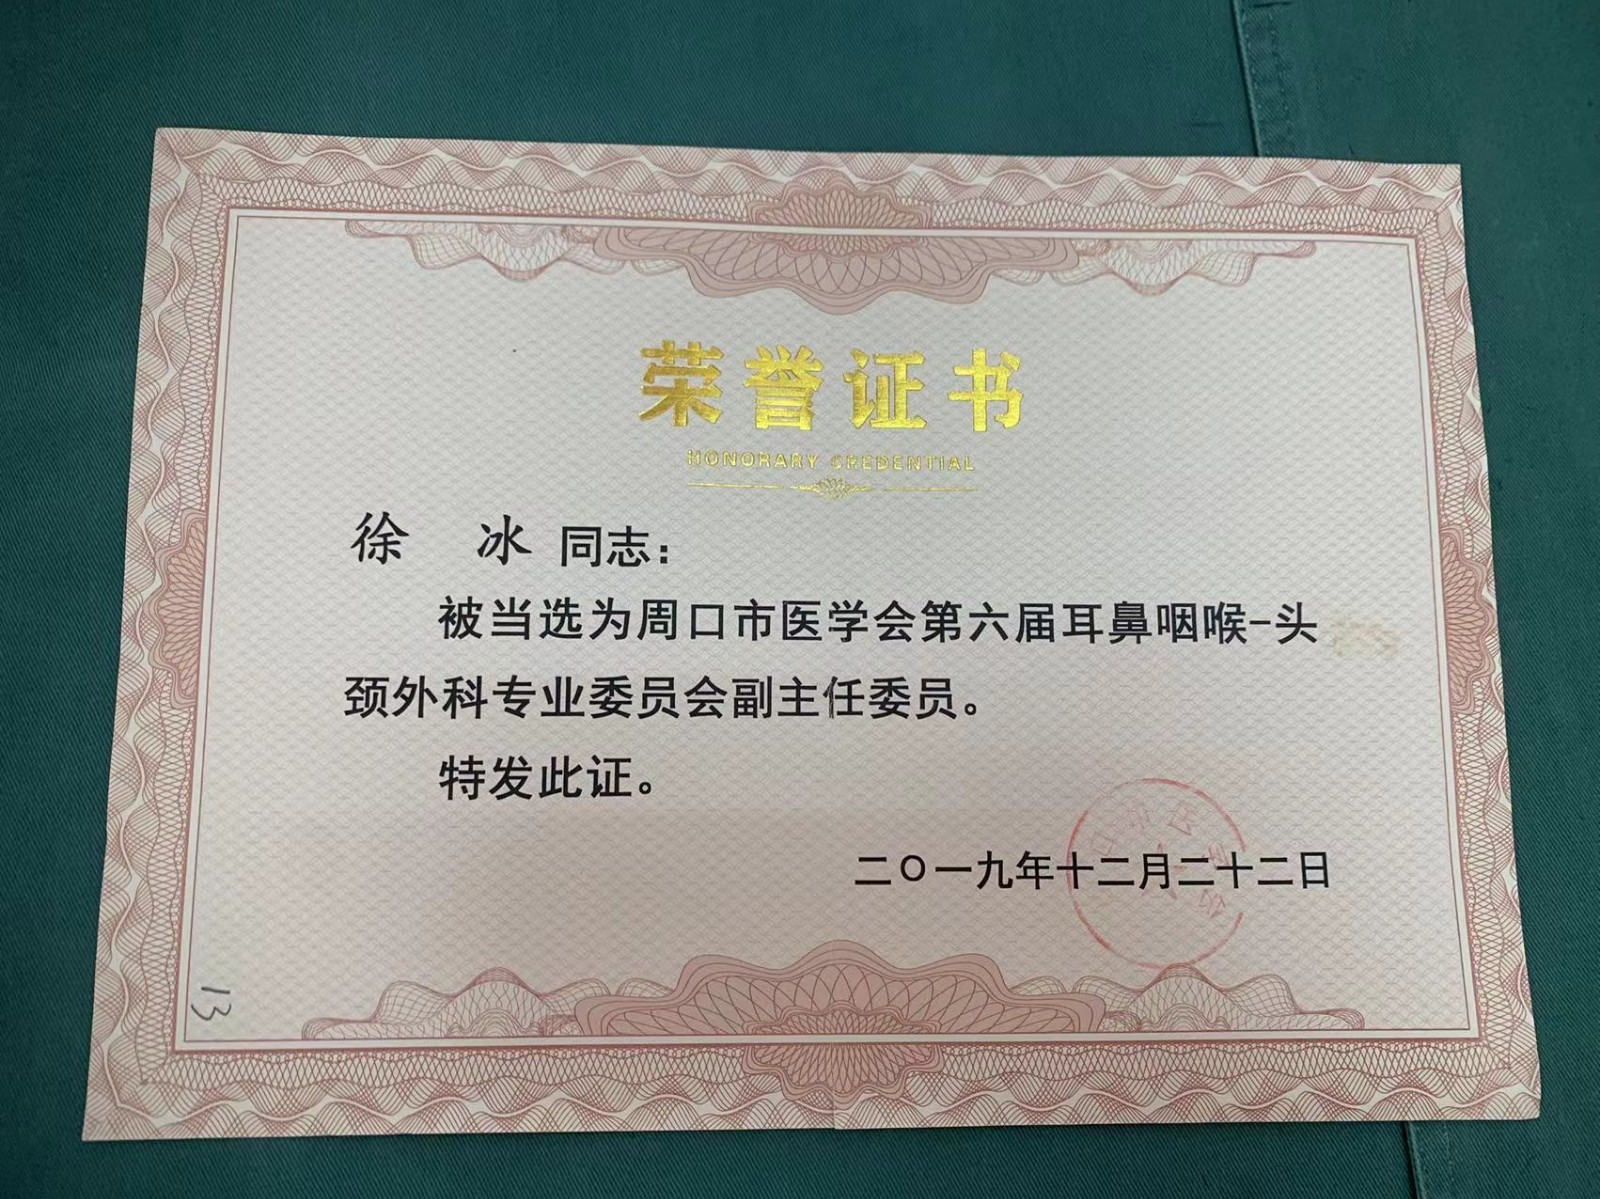 荣誉证书
HONORARY CREDENTIAL
徐 冰 同志：
被当选为周口市医学会第六届耳鼻咽喉-头
颈外科专业委员会副主任委员。
特发此证。
二〇一九年十二月二十二日
13